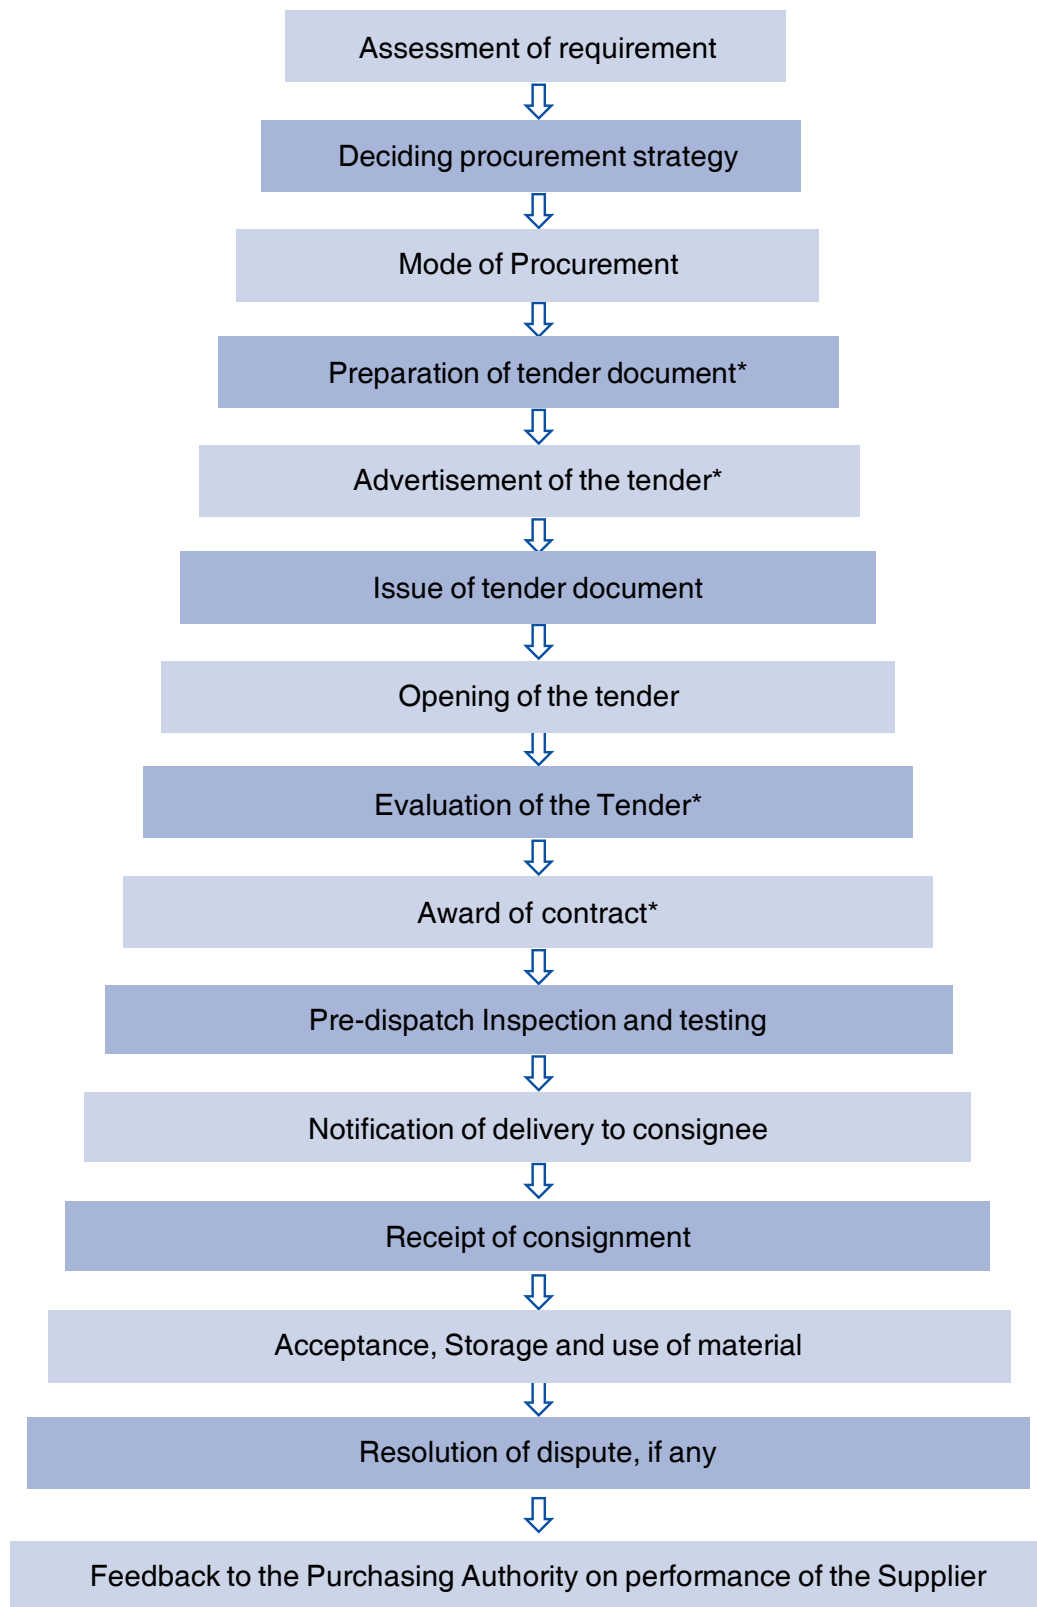 Assessment of requirement
Deciding procurement strategy
Mode of Procurement
Preparation of tender document*
Advertisement of the tender*
Issue of tender document
Opening of the tender
Evaluation of the Tender*
Award of contract*
Pre-dispatch Inspection and testing
Notification of delivery to consignee
Receipt of consignment
Acceptance, Storage and use of material
Resolution of dispute, if any
Feedback to the Purchasing Authority on performance of the Supplier